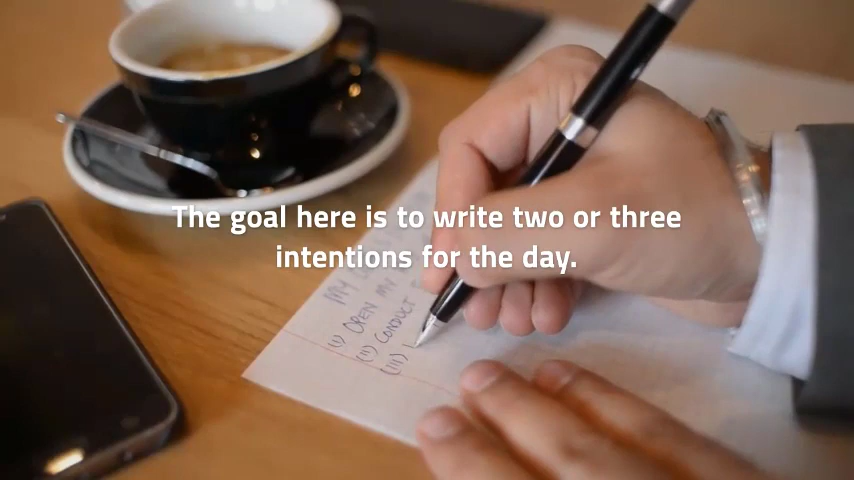 The goal here is to write two or three
intentions for the day.
MY
(I) OPEN MY
(II) CONDUCT
(III)